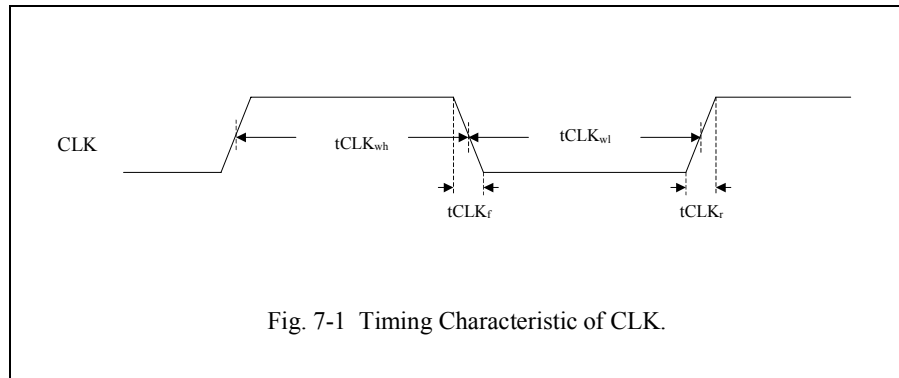 CLK
tCLKwh
tCLKwl
tCLKf
tCLKr
Fig. 7-1 Timing Characteristic of CLK.